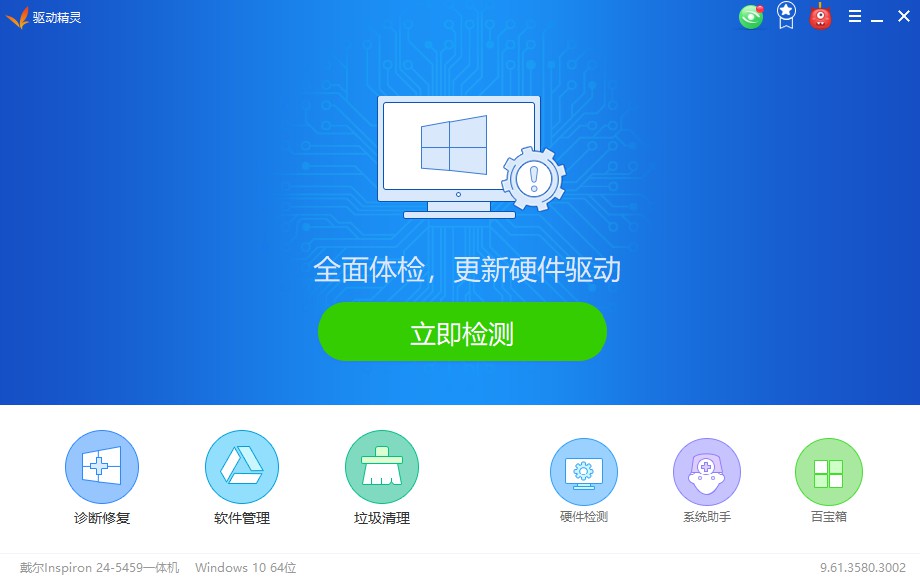 驱动精灵
全面体检，更新硬件驱动
立即检测
诊断修复 软件管理 垃圾清理 硬件检测 系统助手 百宝箱
戴尔Inspiron 24-5459一体机 Windows 10 64位 9.61.3580.3002